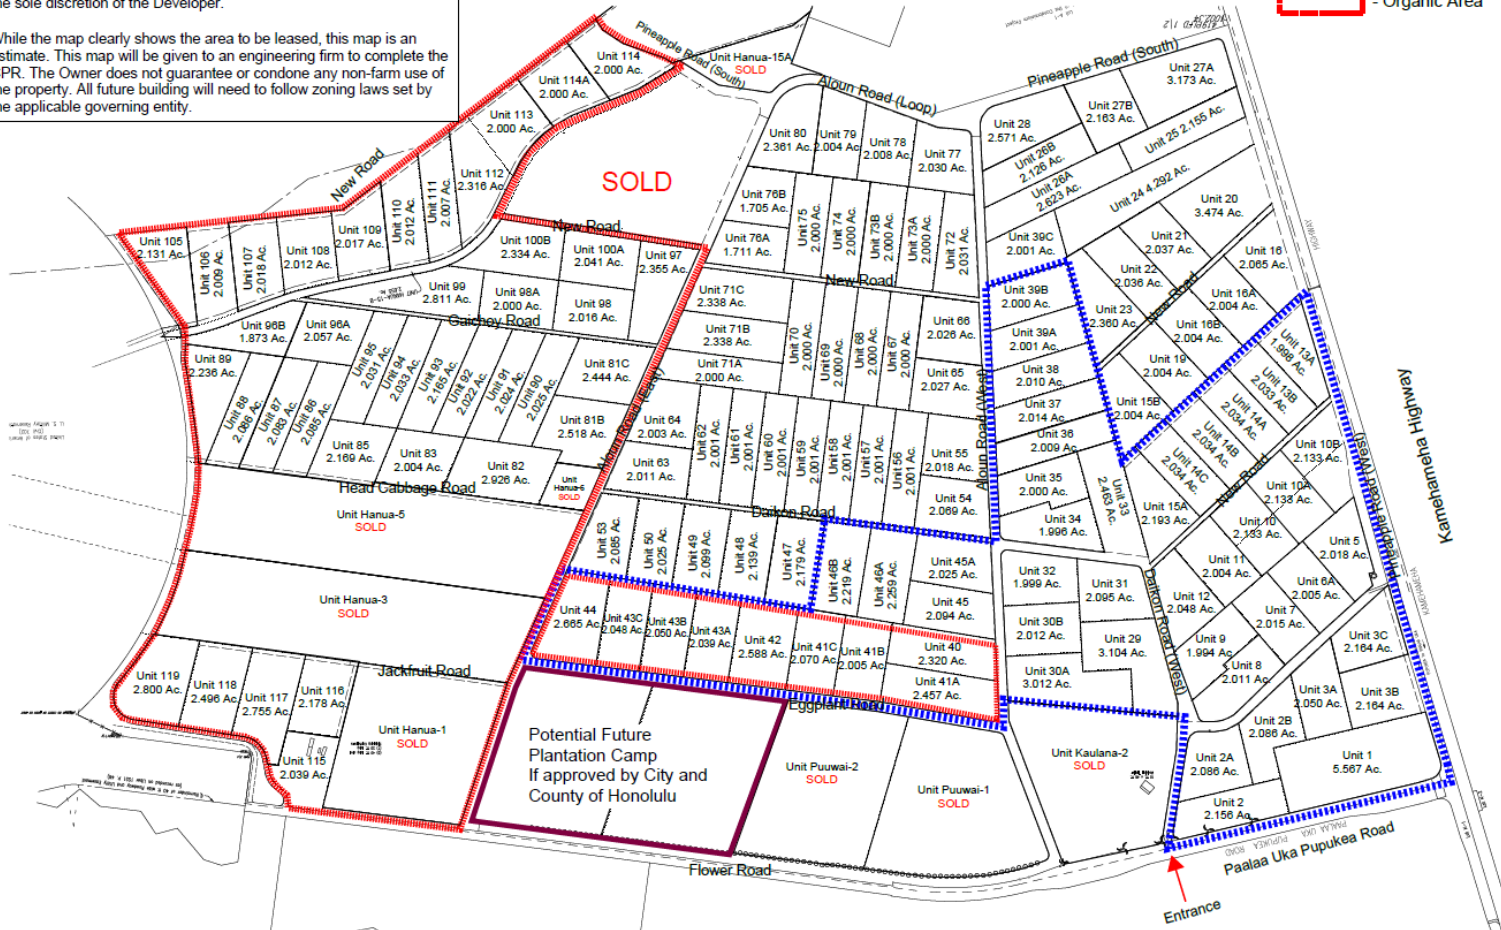 the sole discretion of the Developer.
While the map clearly shows the area to be leased, this map is an
estimate. This map will be given to an engineering firm to complete the
CPR. The Owner does not guarantee or condone any non-farm use of
the property. All future building will need to follow zoning laws set by
the applicable governing entity.
- Organic Area
Pineapple Road (South)
Unit Hanua-15A
SOLD
Aloun Road (Loop)
Pineapple Road (South)
Unit 114
2.000 Ac.
Unit 114A
2.000 Ac.
Unit 113
2.000 Ac.
Unit 112
2.316 Ac.
Unit 111
2.007 Ac.
Unit 110
2.012 Ac.
Unit 109
2.017 Ac.
Unit 108
2.012 Ac.
Unit 107
2.018 Ac.
Unit 106
2.009 Ac.
Unit 105
2.131 Ac.
New Road
SOLD
New Road
Unit 100B
2.334 Ac.
Unit 100A
2.041 Ac.
Unit 97
2.355 Ac.
Unit 99
2.811 Ac.
Unit 98A
2.000 Ac.
Unit 98
2.016 Ac.
Gaichoy Road
Unit 96B
1.873 Ac.
Unit 96A
2.057 Ac.
Unit 95
2.031 Ac.
Unit 94
2.033 Ac.
Unit 93
2.165 Ac.
Unit 92
2.022 Ac.
Unit 91
2.024 Ac.
Unit 90
2.025 Ac.
Unit 89
2.236 Ac.
Unit 88
2.086 Ac.
Unit 87
2.083 Ac.
Unit 86
2.085 Ac.
Unit 85
2.169 Ac.
Unit 83
2.004 Ac.
Unit 82
2.926 Ac.
Unit 81C
2.444 Ac.
Unit 81B
2.518 Ac.
Unit
Hanua-6
SOLD
Head Cabbage Road
Unit Hanua-5
SOLD
Unit Hanua-3
SOLD
Jackfruit Road
Unit 119
2.800 Ac.
Unit 118
2.496 Ac.
Unit 117
2.755 Ac.
Unit 116
2.178 Ac.
Unit 115
2.039 Ac.
Unit Hanua-1
SOLD
Aloun Road (East)
Unit 80
2.361 Ac.
Unit 79
2.004 Ac.
Unit 78
2.008 Ac.
Unit 77
2.030 Ac.
Unit 76B
1.705 Ac.
Unit 76A
1.711 Ac.
Unit 75
2.000 Ac.
Unit 74
2.000 Ac.
Unit 73B
2.000 Ac.
Unit 73A
2.000 Ac.
Unit 72
2.031 Ac.
New Road
Unit 71C
2.338 Ac.
Unit 71B
2.338 Ac.
Unit 71A
2.000 Ac.
Unit 70
2.000 Ac.
Unit 69
2.000 Ac.
Unit 68
2.000 Ac.
Unit 67
2.000 Ac.
Unit 66
2.026 Ac.
Unit 65
2.027 Ac.
Unit 64
2.003 Ac.
Unit 63
2.011 Ac.
Unit 62
2.001 Ac.
Unit 61
2.001 Ac.
Unit 60
2.001 Ac.
Unit 59
2.001 Ac.
Unit 58
2.001 Ac.
Unit 57
2.001 Ac.
Unit 56
2.001 Ac.
Unit 55
2.018 Ac.
Unit 54
2.069 Ac.
Daikon Road
Unit 53
2.085 Ac.
Unit 50
2.025 Ac.
Unit 49
2.099 Ac.
Unit 48
2.139 Ac.
Unit 47
2.179 Ac.
Unit 46B
2.219 Ac.
Unit 46A
2.259 Ac.
Unit 45A
2.025 Ac.
Unit 45
2.094 Ac.
Unit 44
2.665 Ac.
Unit 43C
2.048 Ac.
Unit 43B
2.050 Ac.
Unit 43A
2.039 Ac.
Unit 42
2.588 Ac.
Unit 41C
2.070 Ac.
Unit 41B
2.005 Ac.
Unit 40
2.320 Ac.
Unit 41A
2.457 Ac.
Eggplant Road
Potential Future
Plantation Camp
If approved by City and
County of Honolulu
Unit Puuwai-2
SOLD
Unit Puuwai-1
SOLD
Flower Road
Aloun Road (West)
Unit 28
2.571 Ac.
Unit 27B
2.163 Ac.
Unit 27A
3.173 Ac.
Unit 26B
2.126 Ac.
Unit 26A
2.623 Ac.
Unit 25 2.155 Ac.
Unit 24 4.292 Ac.
Unit 20
3.474 Ac.
Unit 39C
2.001 Ac.
Unit 21
2.037 Ac.
Unit 22
2.036 Ac.
Unit 16
2.065 Ac.
Unit 16A
2.004 Ac.
New Road
Unit 39B
2.000 Ac.
Unit 23
2.360 Ac.
Unit 16B
2.004 Ac.
Unit 39A
2.001 Ac.
Unit 19
2.004 Ac.
Unit 13A
1.998 Ac.
Unit 38
2.010 Ac.
Unit 13B
2.033 Ac.
Unit 37
2.014 Ac.
Unit 15B
2.004 Ac.
Unit 14A
2.034 Ac.
Unit 36
2.009 Ac.
Unit 14B
2.034 Ac.
Unit 14C
2.034 Ac.
Unit 35
2.000 Ac.
Unit 33
2.463 Ac.
Unit 34
1.996 Ac.
Unit 15A
2.193 Ac.
New Road
Unit 10B
2.133 Ac.
Unit 10A
2.133 Ac.
Unit 10
2.133 Ac.
Unit 5
2.018 Ac.
Unit 11
2.004 Ac.
Unit 6A
2.005 Ac.
Unit 12
2.048 Ac.
Unit 7
2.015 Ac.
Unit 9
1.994 Ac.
Unit 8
2.011 Ac.
Unit 32
1.999 Ac.
Unit 31
2.095 Ac.
Unit 30B
2.012 Ac.
Unit 29
3.104 Ac.
Unit 30A
3.012 Ac.
Daikon Road (West)
Unit 3C
2.164 Ac.
Unit 3A
2.050 Ac.
Unit 3B
2.164 Ac.
Unit 2B
2.086 Ac.
Unit 2A
2.086 Ac.
Unit 1
5.567 Ac.
Unit 2
2.156 Ac.
Unit Kaulana-2
SOLD
Pineapple Road (West)
Kamehameha Highway
HIGHWAY
KAMEHAMEHA
PAALAA UKA PUPUKEA ROAD
Paalaa Uka Pupukea Road
Entrance